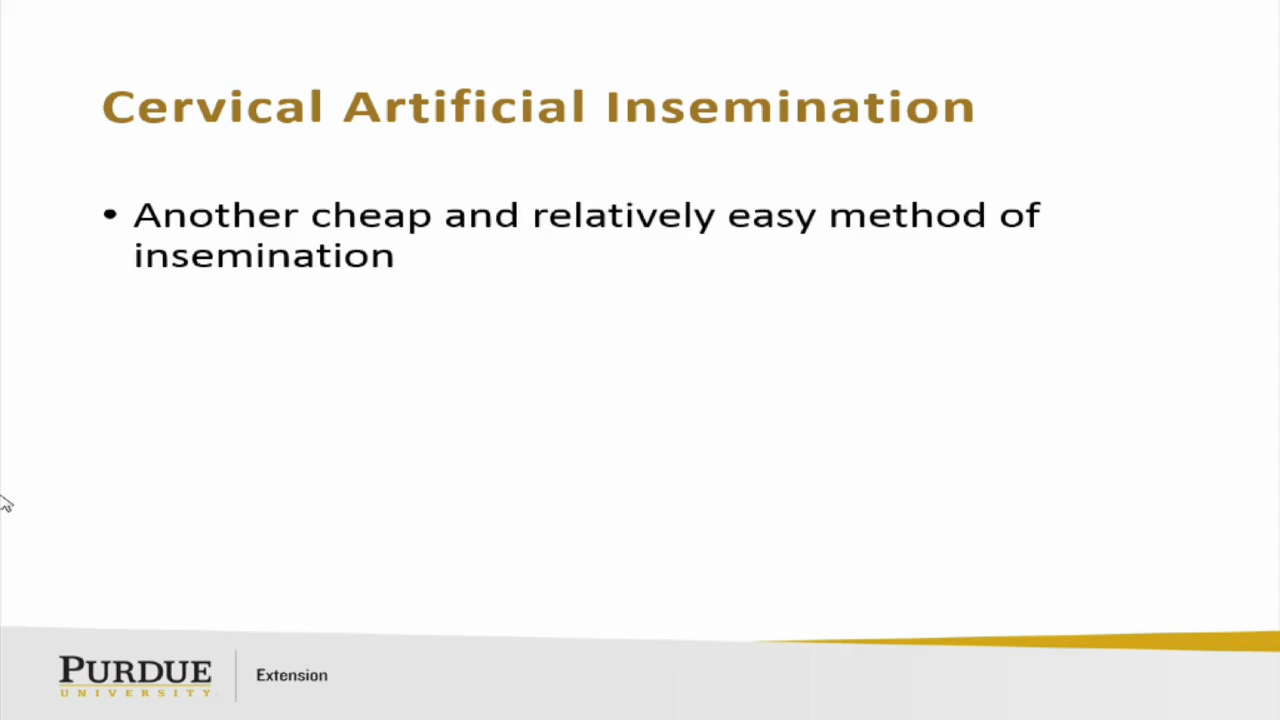 Cervical Artificial Insemination
• Another cheap and relatively easy method of
insemination
PURDUE
UNIVERSITY
Extension